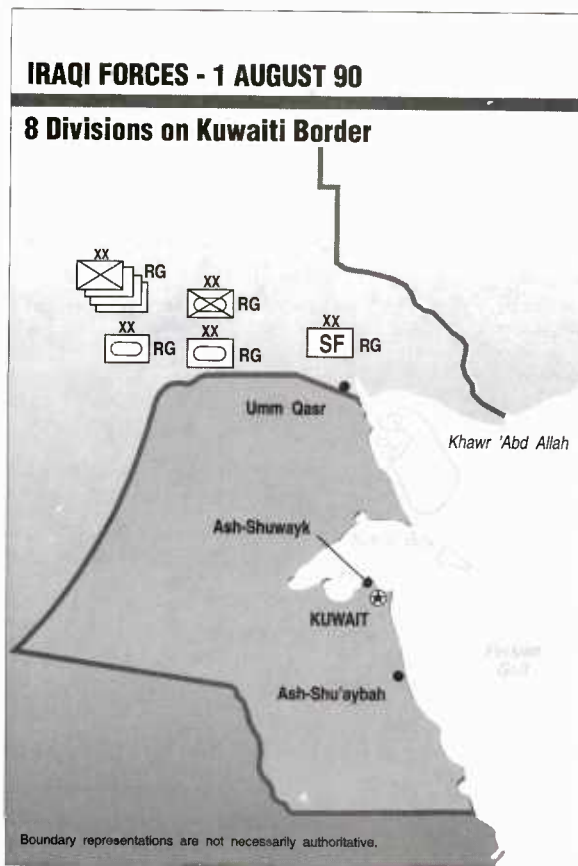 IRAQI FORCES - 1 AUGUST 90
8 Divisions on Kuwaiti Border
XX
RG
XX
RG
XX
RG
XX
RG
XX
SF RG
Umm Qasr
Khawr 'Abd Allah
Ash-Shuwayk
KUWAIT
Persian
Gulf
Ash-Shu'aybah
Boundary representations are not necessarily authoritative.